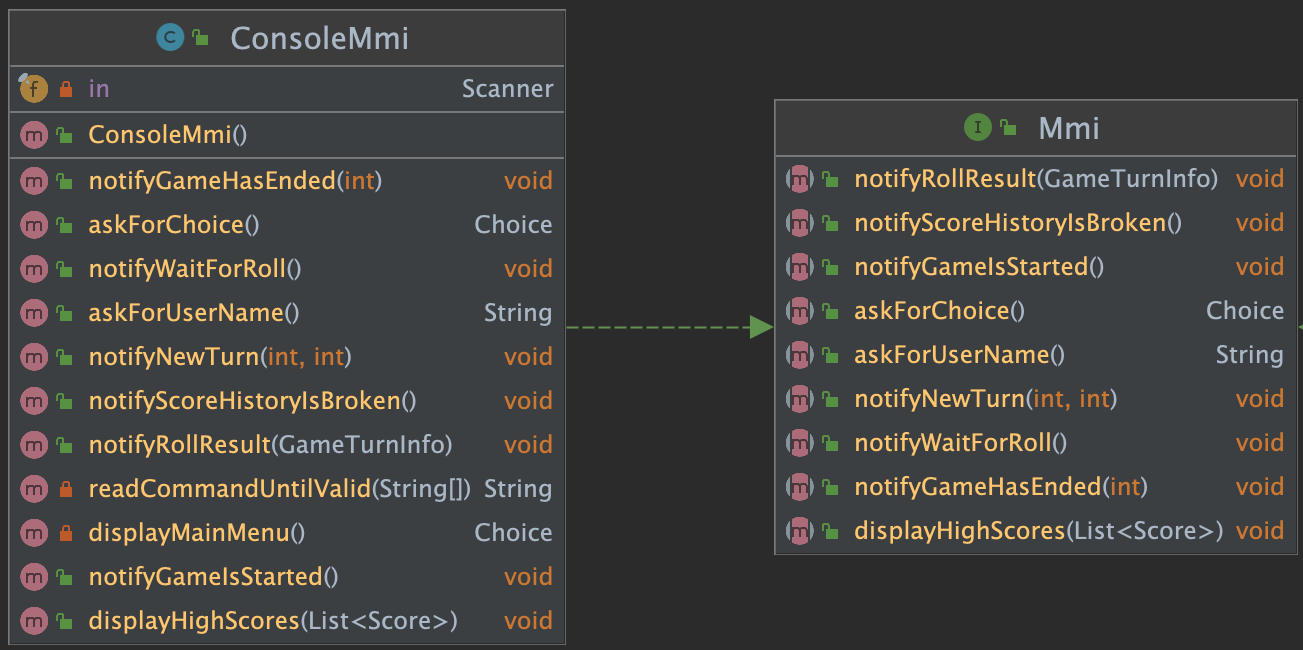 C ConsoleMmi
f in Scanner
m ConsoleMmi()
m notifyGameHasEnded(int) void
m askForChoice() Choice
m notifyWaitForRoll() void
m askForUserName() String
m notifyNewTurn(int, int) void
m notifyScoreHistoryIsBroken() void
m notifyRollResult(GameTurnInfo) void
m readCommandUntilValid(String[]) String
m displayMainMenu() Choice
m notifyGameIsStarted() void
m displayHighScores(List<Score>) void
I Mmi
m notifyRollResult(GameTurnInfo) void
m notifyScoreHistoryIsBroken() void
m notifyGameIsStarted() void
m askForChoice() Choice
m askForUserName() String
m notifyNewTurn(int, int) void
m notifyWaitForRoll() void
m notifyGameHasEnded(int) void
m displayHighScores(List<Score>) void